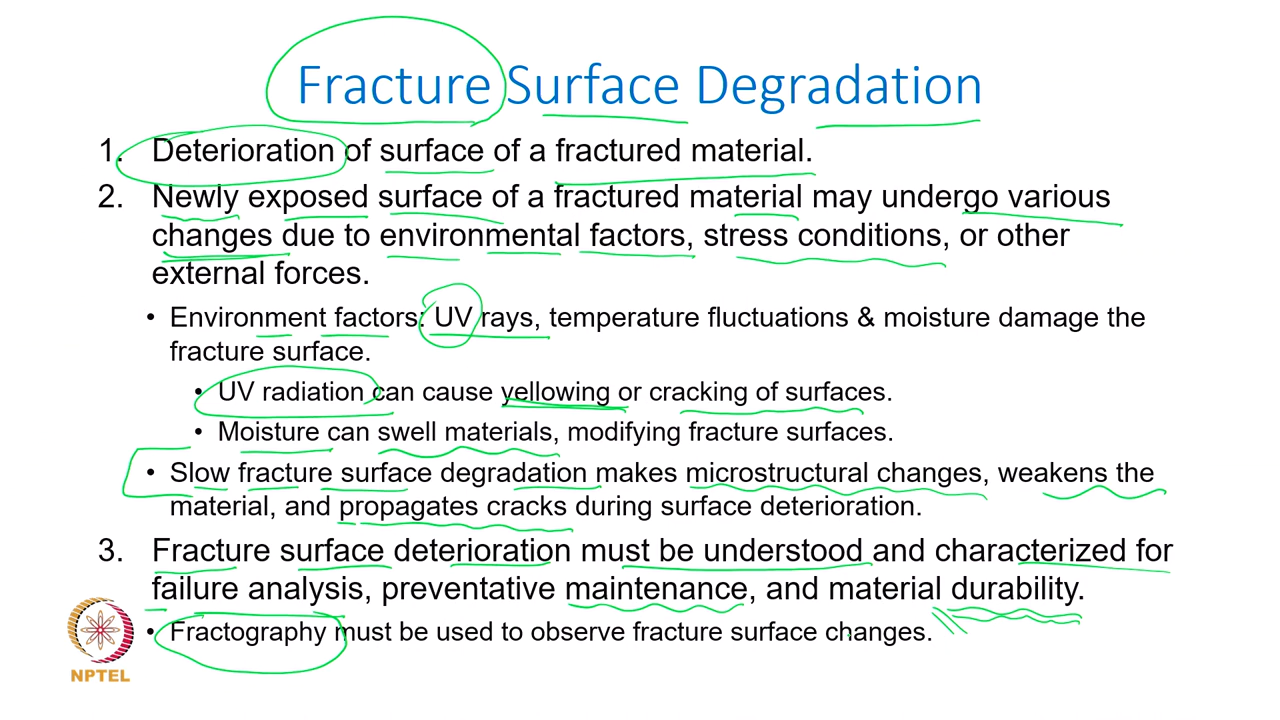 Fracture Surface Degradation
1. Deterioration of surface of a fractured material.
2. Newly exposed surface of a fractured material may undergo various
changes due to environmental factors, stress conditions, or other
external forces.
• Environment factors: UV rays, temperature fluctuations & moisture damage the
fracture surface.
• UV radiation can cause yellowing or cracking of surfaces.
• Moisture can swell materials, modifying fracture surfaces.
• Slow fracture surface degradation makes microstructural changes, weakens the
material, and propagates cracks during surface deterioration.
3. Fracture surface deterioration must be understood and characterized for
failure analysis, preventative maintenance, and material durability.
• Fractography must be used to observe fracture surface changes.
NPTEL